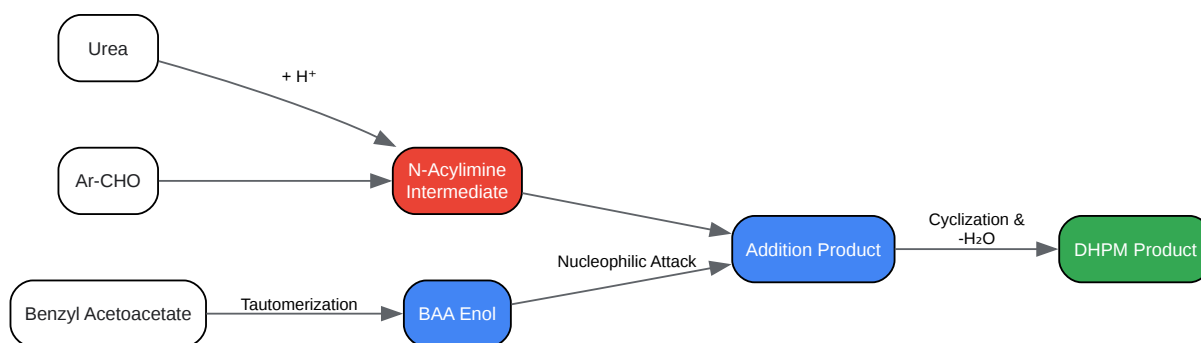 Urea
+ H⁺
Ar-CHO
N-Acylimine
Intermediate
Benzyl Acetoacetate
Tautomerization
BAA Enol
Nucleophilic Attack
Addition Product
Cyclization &
-H₂O
DHPM Product